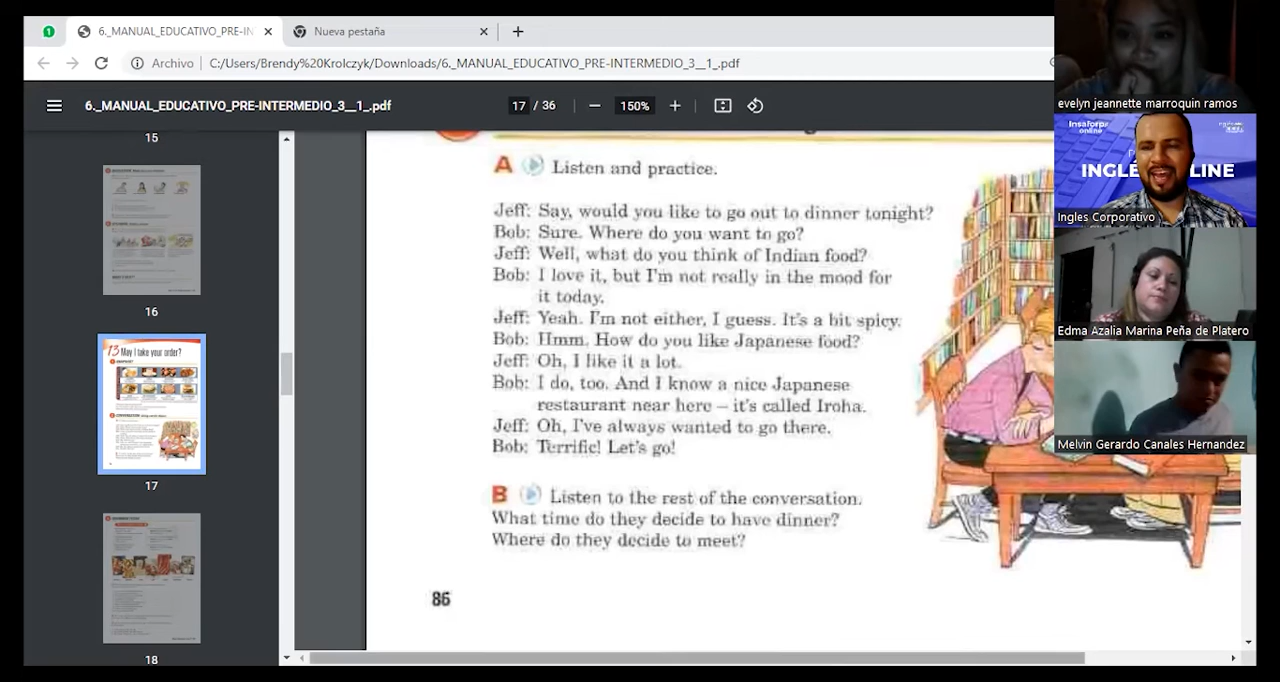 6._MANUAL_EDUCATIVO_PRE-IN
Nueva pestaña
Archivo
C:/Users/Brendy%20Krolczyk/Downloads/6._MANUAL_EDUCATIVO_PRE-INTERMEDIO_3__1_.pdf
6._MANUAL_EDUCATIVO_PRE-INTERMEDIO_3__1_.pdf
17 / 36
150%
15
16
13 May I take your order?
17
18
A Listen and practice.
Jeff: Say, would you like to go out to dinner tonight?
Bob: Sure. Where do you want to go?
Jeff: Well, what do you think of Indian food?
Bob: I love it, but I'm not really in the mood for
it today.
Jeff: Yeah. I'm not either, I guess. It's a bit spicy.
Bob: Hmm. How do you like Japanese food?
Jeff: Oh, I like it a lot.
Bob: I do, too. And I know a nice Japanese
restaurant near here – it's called Iroha.
Jeff: Oh, I've always wanted to go there.
Bob: Terrific! Let's go!
B Listen to the rest of the conversation.
What time do they decide to have dinner?
Where do they decide to meet?
86
evelyn jeannette marroquin ramos
Insaforp
online
INGLÉ LINE
Ingles Corporativo
Edma Azalia Marina Peña de Platero
Melvin Gerardo Canales Hernandez